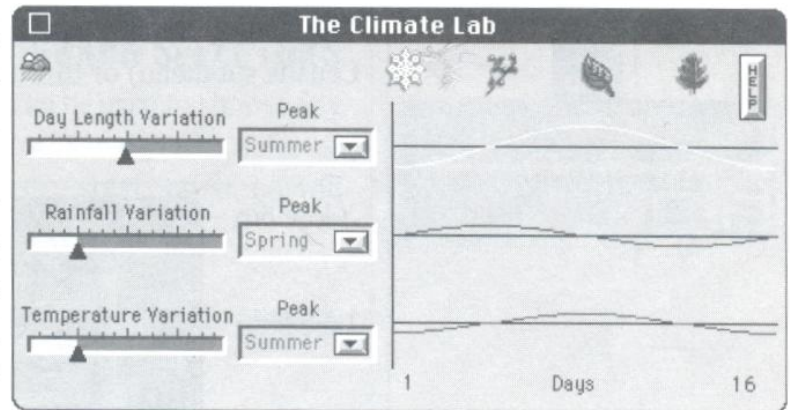 The Climate Lab
HELP
Day Length Variation
Peak
Summer
Rainfall Variation
Peak
Spring
Temperature Variation
Peak
Summer
1 Days 16